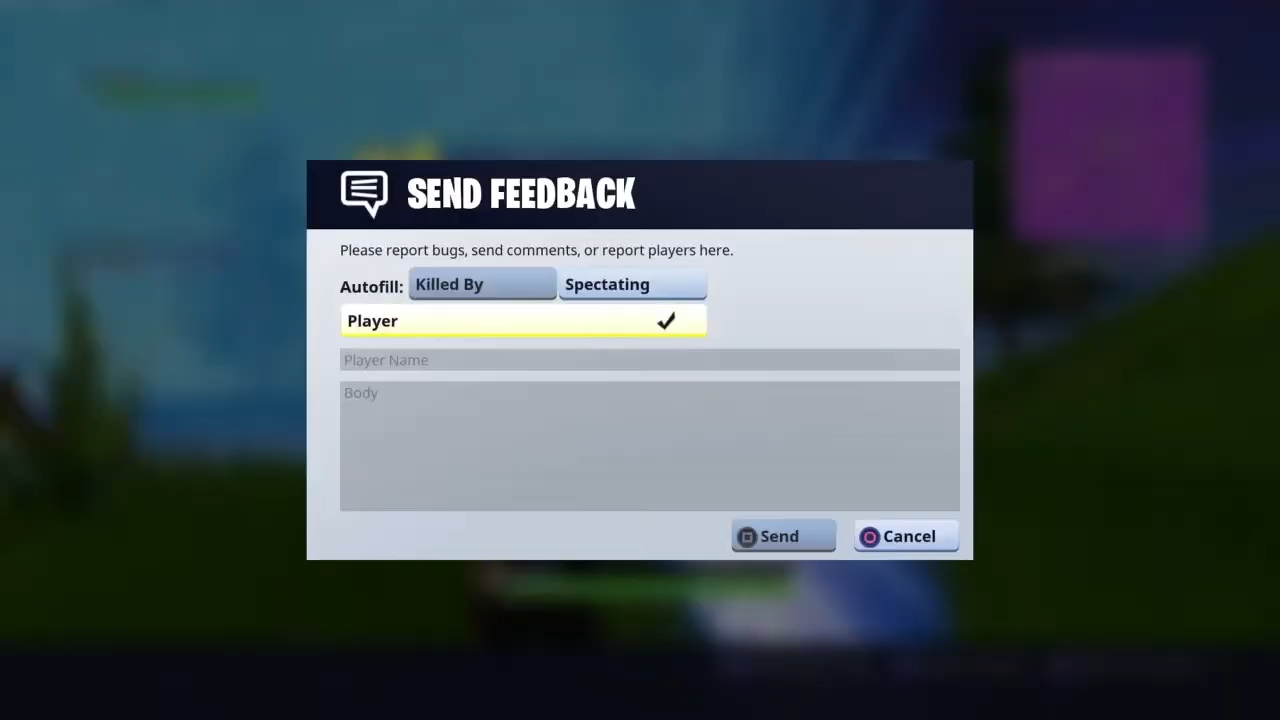 SEND FEEDBACK
Please report bugs, send comments, or report players here.
Autofill: Killed By Spectating
Player
Player Name
Body
Send Cancel